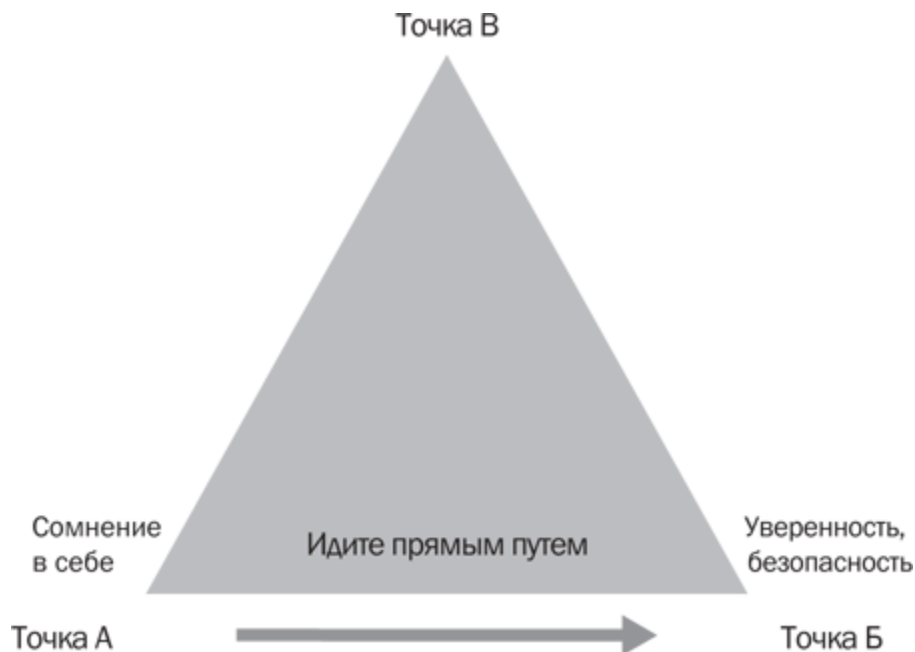 Точка В
Сомнение
в себе
Идите прямым путем
Уверенность,
безопасность
Точка А
Точка Б